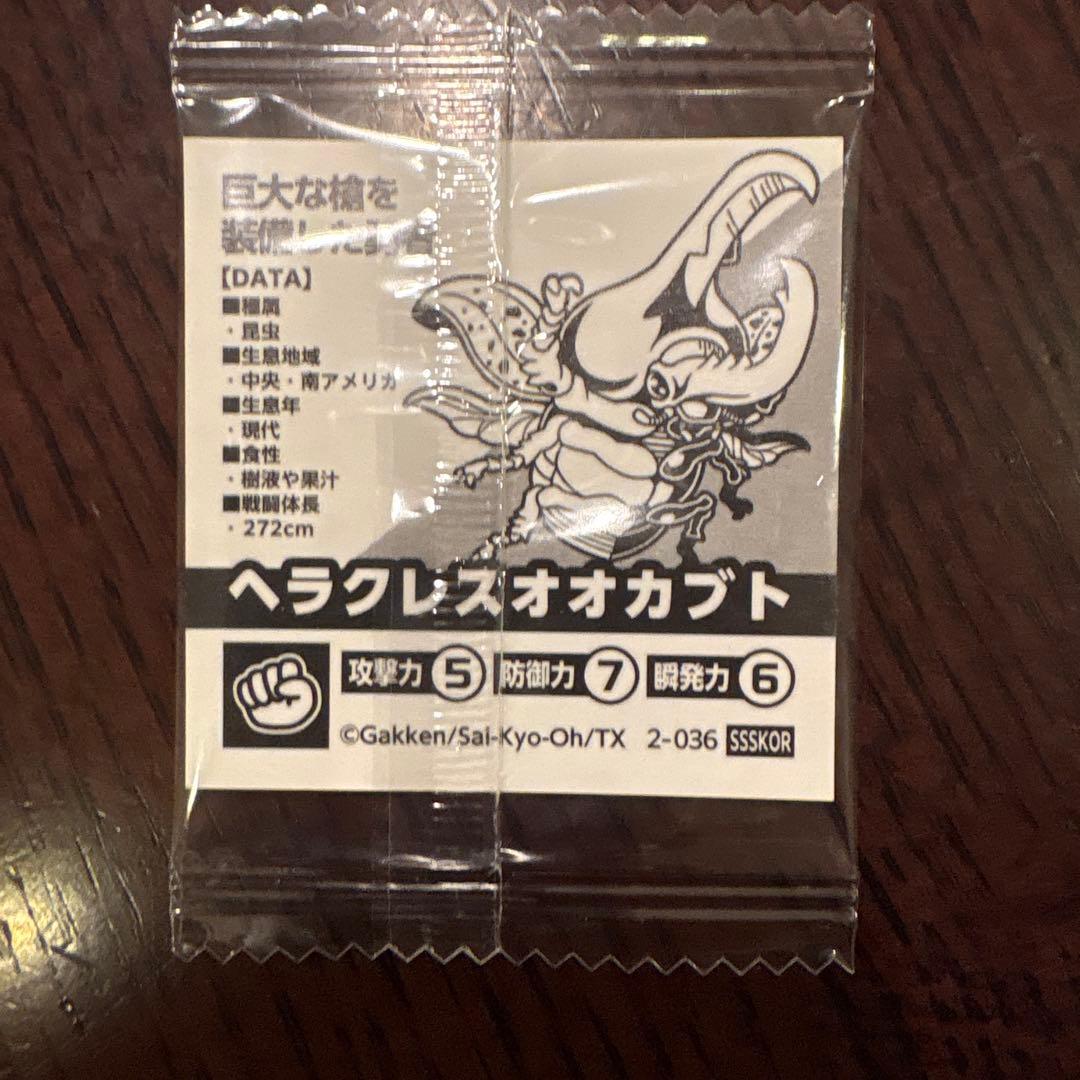 巨大な槍を
装備した勇者
【DATA】
■種属
・昆虫
■生息地域
・中央・南アメリカ
■生息年
・現代
■食性
・樹液や果汁
■戦闘体長
・272cm
ヘラクレスオオカブト
攻撃力 5 防御力 7 瞬発力 6
©Gakken/Sai-Kyo-Oh/TX 2-036 SSSKOR